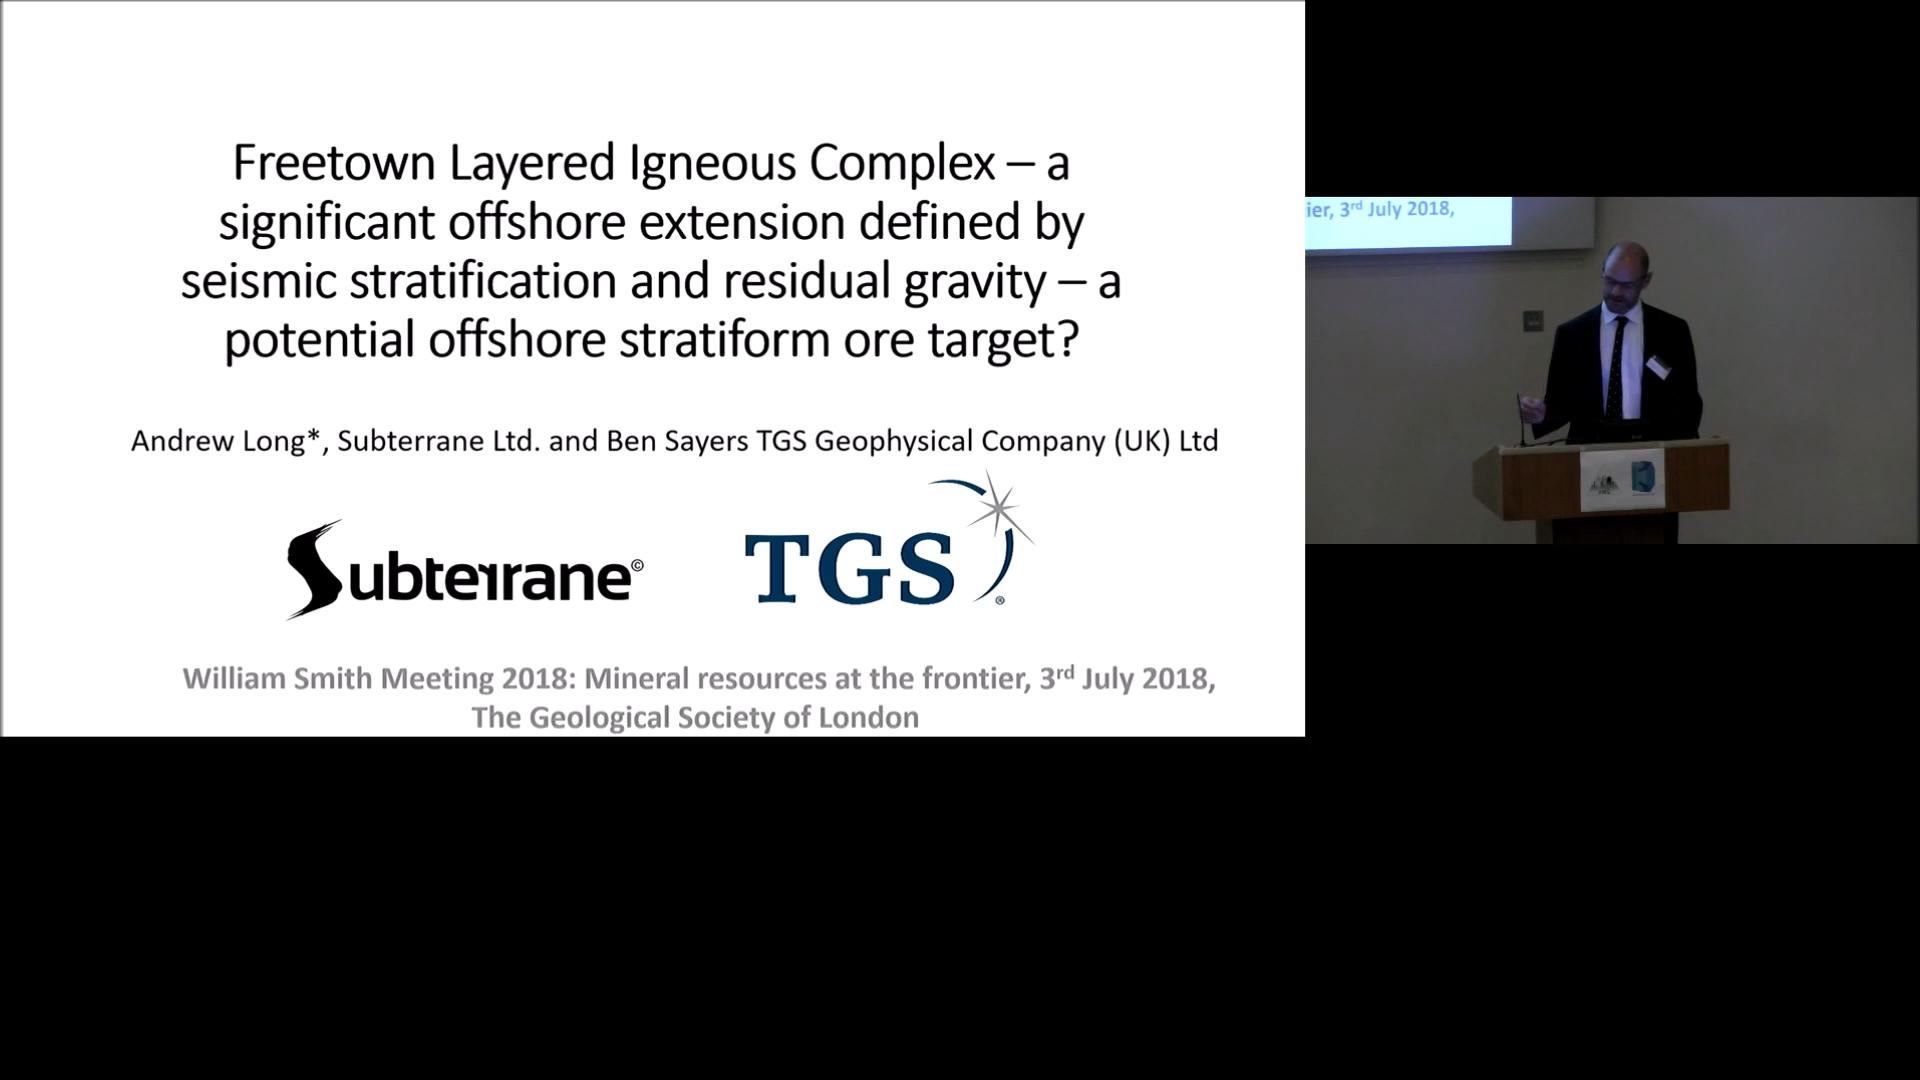 Freetown Layered Igneous Complex – a
significant offshore extension defined by
seismic stratification and residual gravity – a
potential offshore stratiform ore target?
Andrew Long*, Subterrane Ltd. and Ben Sayers TGS Geophysical Company (UK) Ltd
Subterrane©
TGS®
William Smith Meeting 2018: Mineral resources at the frontier, 3rd July 2018,
The Geological Society of London
ier, 3rd July 2018,